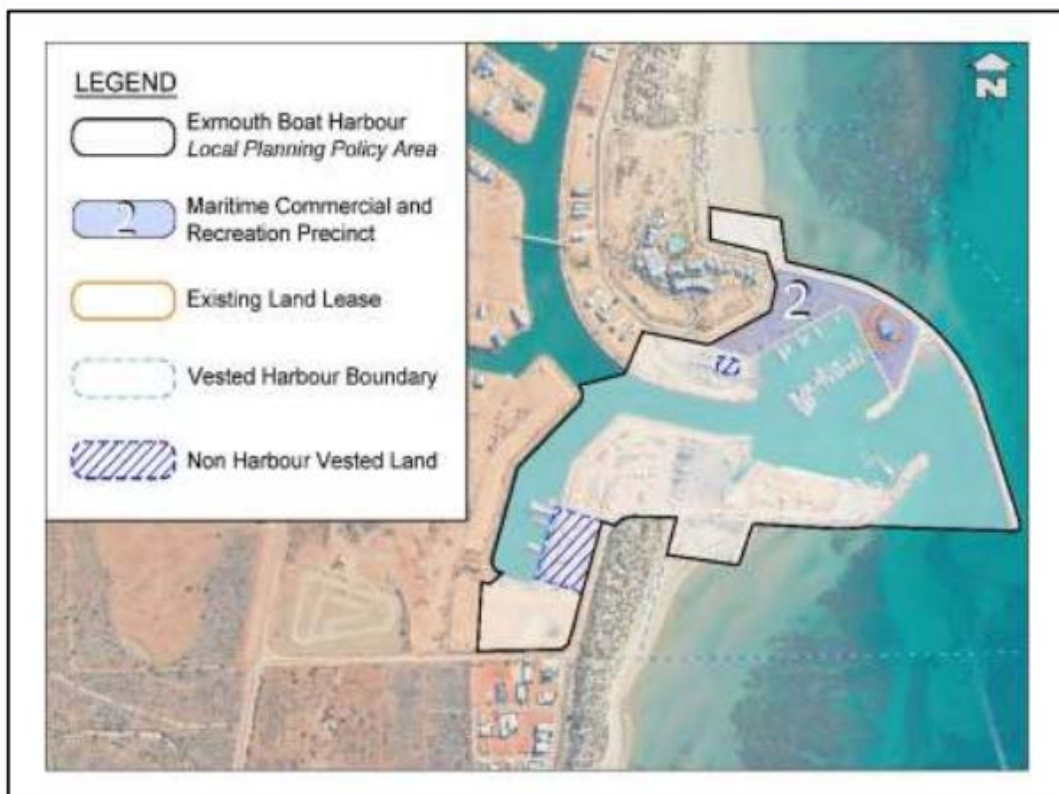 LEGEND
Exmouth Boat Harbour
Local Planning Policy Area
2
Maritime Commercial and
Recreation Precinct
Existing Land Lease
Vested Harbour Boundary
Non Harbour Vested Land
N
2